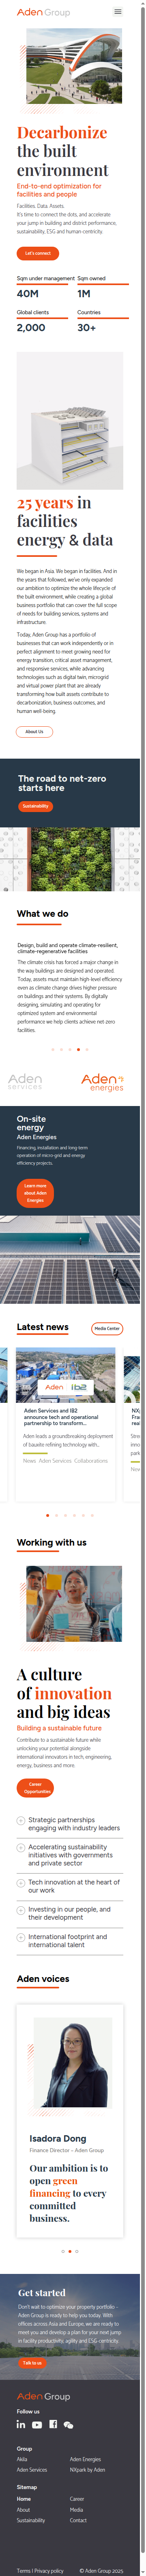 Aden Group
Decarbonize
the built
environment
End-to-end optimization for
facilities and people
Facilities. Data. Assets.
It's time to connect the dots, and accelerate
your jump in building and district performance,
sustainability, ESG and human-centricity.
Let's connect
Sqm under management
Sqm owned
40M
1M
Global clients
Countries
2,000
30+
25 years in
facilities
energy & data
We began in Asia. We began in facilities. And in
the years that followed, we've only expanded
our ambition: to optimize the whole lifecycle of
the built environment, while creating a global
business portfolio that can cover the full scope
of needs for building services, systems and
infrastructure.
Today, Aden Group has a portfolio of
businesses that can work independently or in
perfect alignment to meet growing need for
energy transition, critical asset management,
and responsive services, while advancing
technologies such as digital twin, microgrid
and virtual power plant that are already
transforming how built assets contribute to
decarbonization, business outcomes, and
human well-being.
About Us
The road to net-zero
starts here
Sustainability
What we do
Design, build and operate climate-resilient,
climate-regenerative facilities
The climate crisis has forced a major change in
the way buildings are designed and operated.
Today, assets must maintain high level efficiency
even as climate change drives higher pressure
on buildings and their systems. By digitally
designing, simulating and operating for
optimal system and environmental
performance we help clients achieve net zero
facilities.
Aden
services
Aden
energies
On-site
energy
Aden Energies
Financing, installation and long-term
operation of micro-grid and energy
efficiency projects.
Learn more
about Aden
Energies
Latest news
Media Center
Aden
ib2
Aden Services and IB2
announce tech and operational
partnership to transform...
Aden leads a groundbreaking deployment
of bauxite refining technology with...
News Aden Services Collaborations
Working with us
A culture
of innovation
and big ideas
Building a sustainable future
Contribute to a sustainable future while
unlocking your potential alongside
international innovators in tech, engineering,
energy, business and more.
Career
Opportunities
Strategic partnerships
engaging with industry leaders
Accelerating sustainability
initiatives with governments
and private sector
Tech innovation at the heart of
our work
Investing in our people, and
their development
International footprint and
international talent
Aden voices
Isadora Dong
Finance Director – Aden Group
Our ambition is to
open green
financing to every
committed
business.
Get started
Don't wait to optimize your property portfolio –
Aden Group is ready to help you today. With
offices across Asia and Europe, we are ready to
meet you and develop a plan for your next jump
in facility productivity, agility and ESG-centricity.
Talk to us
Aden Group
Follow us
Group
Akila
Aden Energies
Aden Services
NXpark by Aden
Sitemap
Home
Career
About
Media
Sustainability
Contact
Terms | Privacy policy
© Aden Group 2025